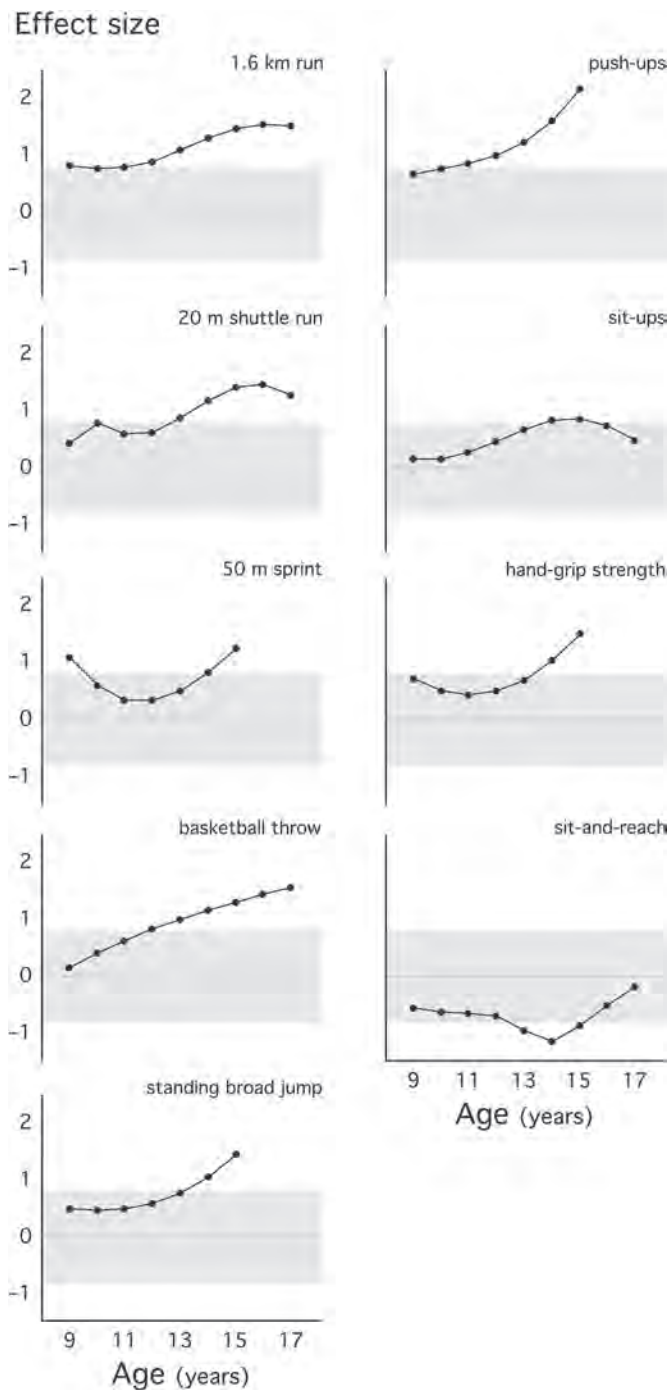 Effect size
1.6 km run
push-ups
2
1
0
−1
20 m shuttle run
sit-ups
2
1
0
−1
50 m sprint
hand-grip strength
2
1
0
−1
basketball throw
sit-and-reach
2
1
0
−1
9 11 13 15 17
Age (years)
standing broad jump
2
1
0
−1
9 11 13 15 17
Age (years)